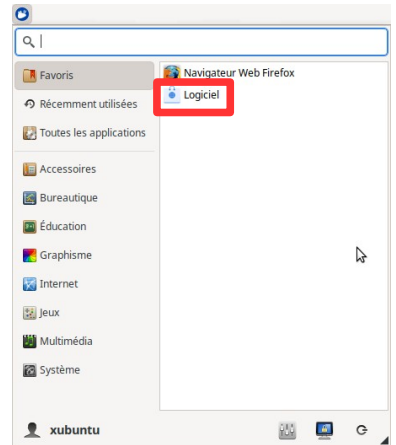 Favoris
Récemment utilisées
Toutes les applications
Accessoires
Bureautique
Éducation
Graphisme
Internet
Jeux
Multimédia
Système
Navigateur Web Firefox
Logiciel
xubuntu